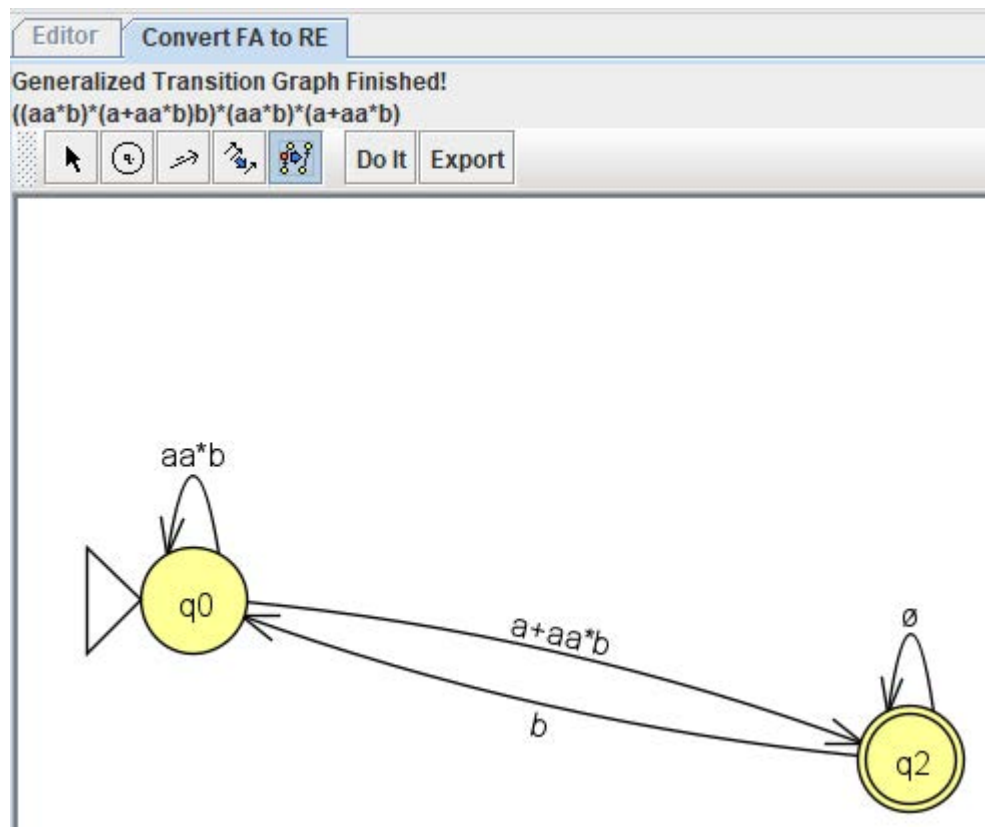 Editor
Convert FA to RE
Generalized Transition Graph Finished!
((aa*b)*(a+aa*b)b)*(aa*b)*(a+aa*b)
q
Do It
Export
aa*b
q0
a+aa*b
b
ø
q2